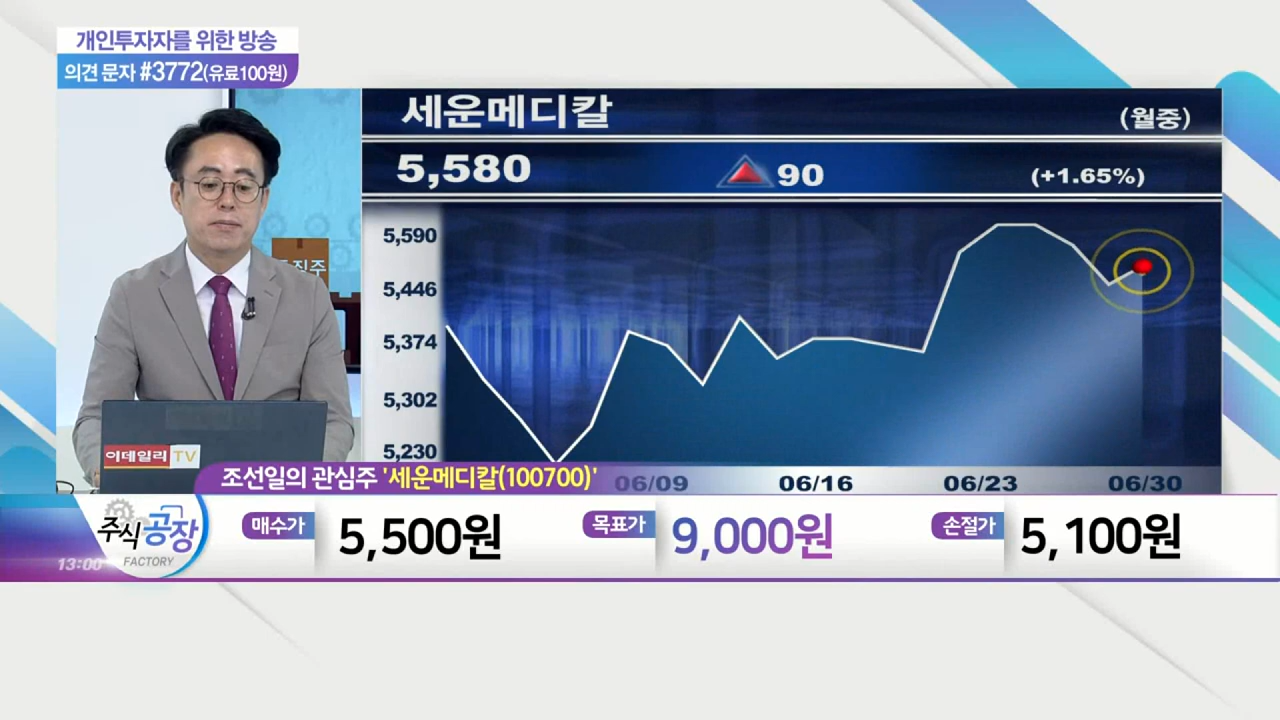 개인투자자를 위한 방송
의견 문자 #3772(유료100원)
세운메디칼
(월중)
5,580
90
(+1.65%)
5,590
5,446
5,374
5,302
5,230
06/09
06/16
06/23
06/30
이데일리 TV
조선일의 관심주 '세운메디칼(100700)'
주식공장
FACTORY
13:00
매수가
5,500원
목표가
9,000원
손절가
5,100원